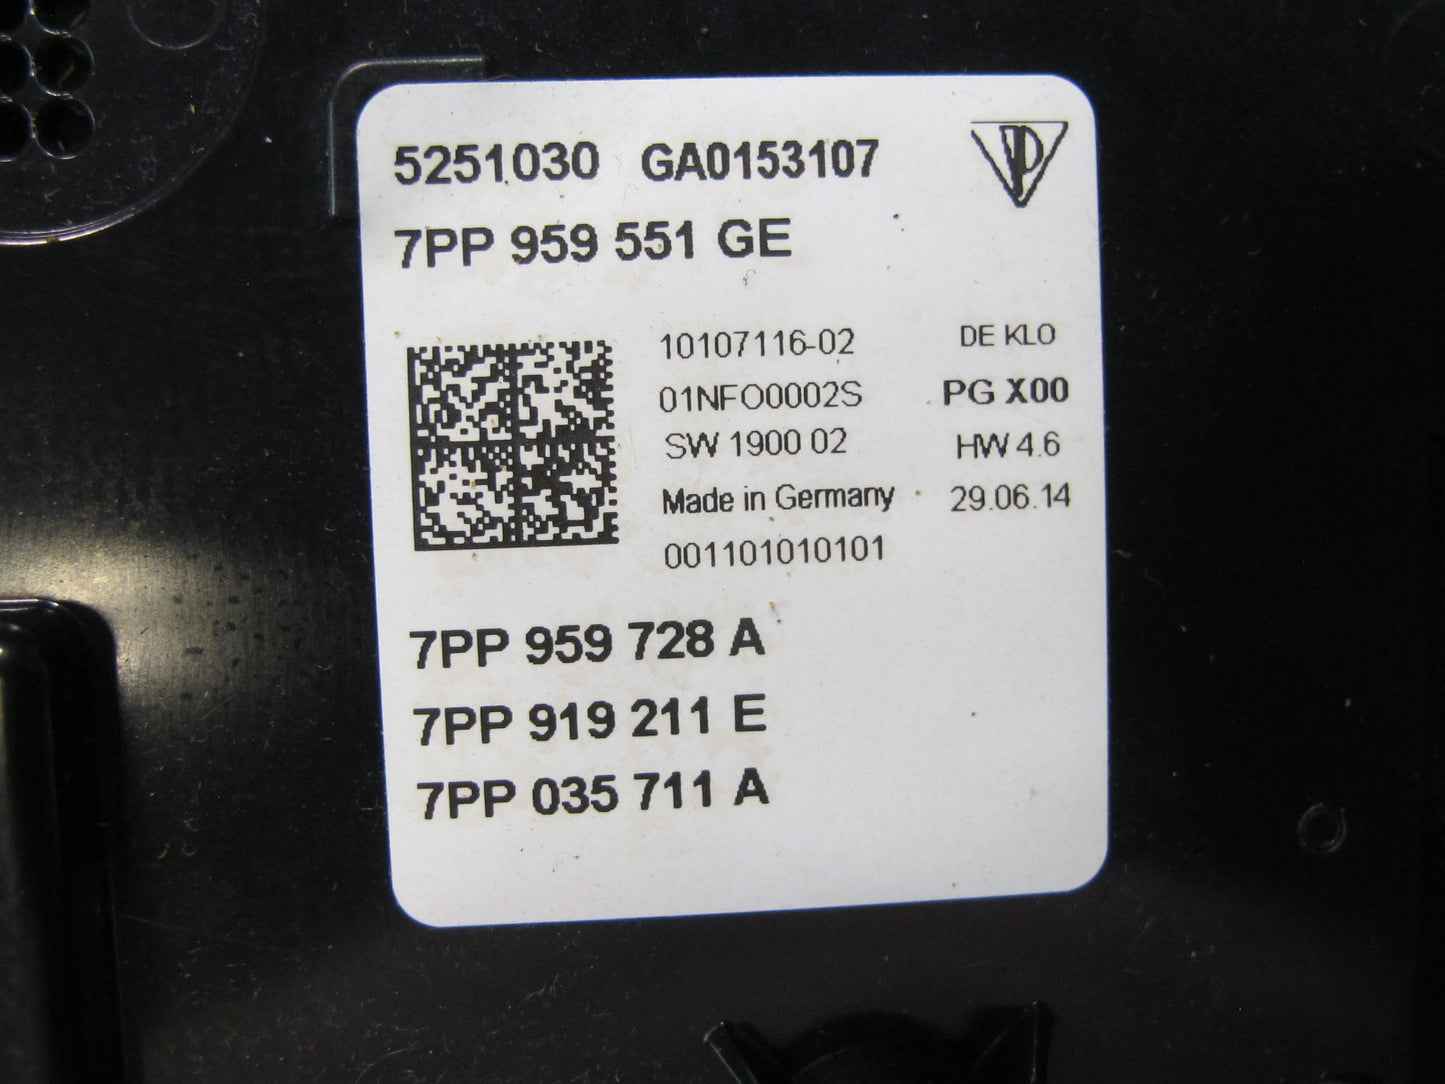 5251030 GA0153107
7PP 959 551 GE
10107116-02 DE KLO
01NFO0002S PG X00
SW 1900 02 HW 4.6
Made in Germany 29.06.14
001101010101
7PP 959 728 A
7PP 919 211 E
7PP 035 711 A